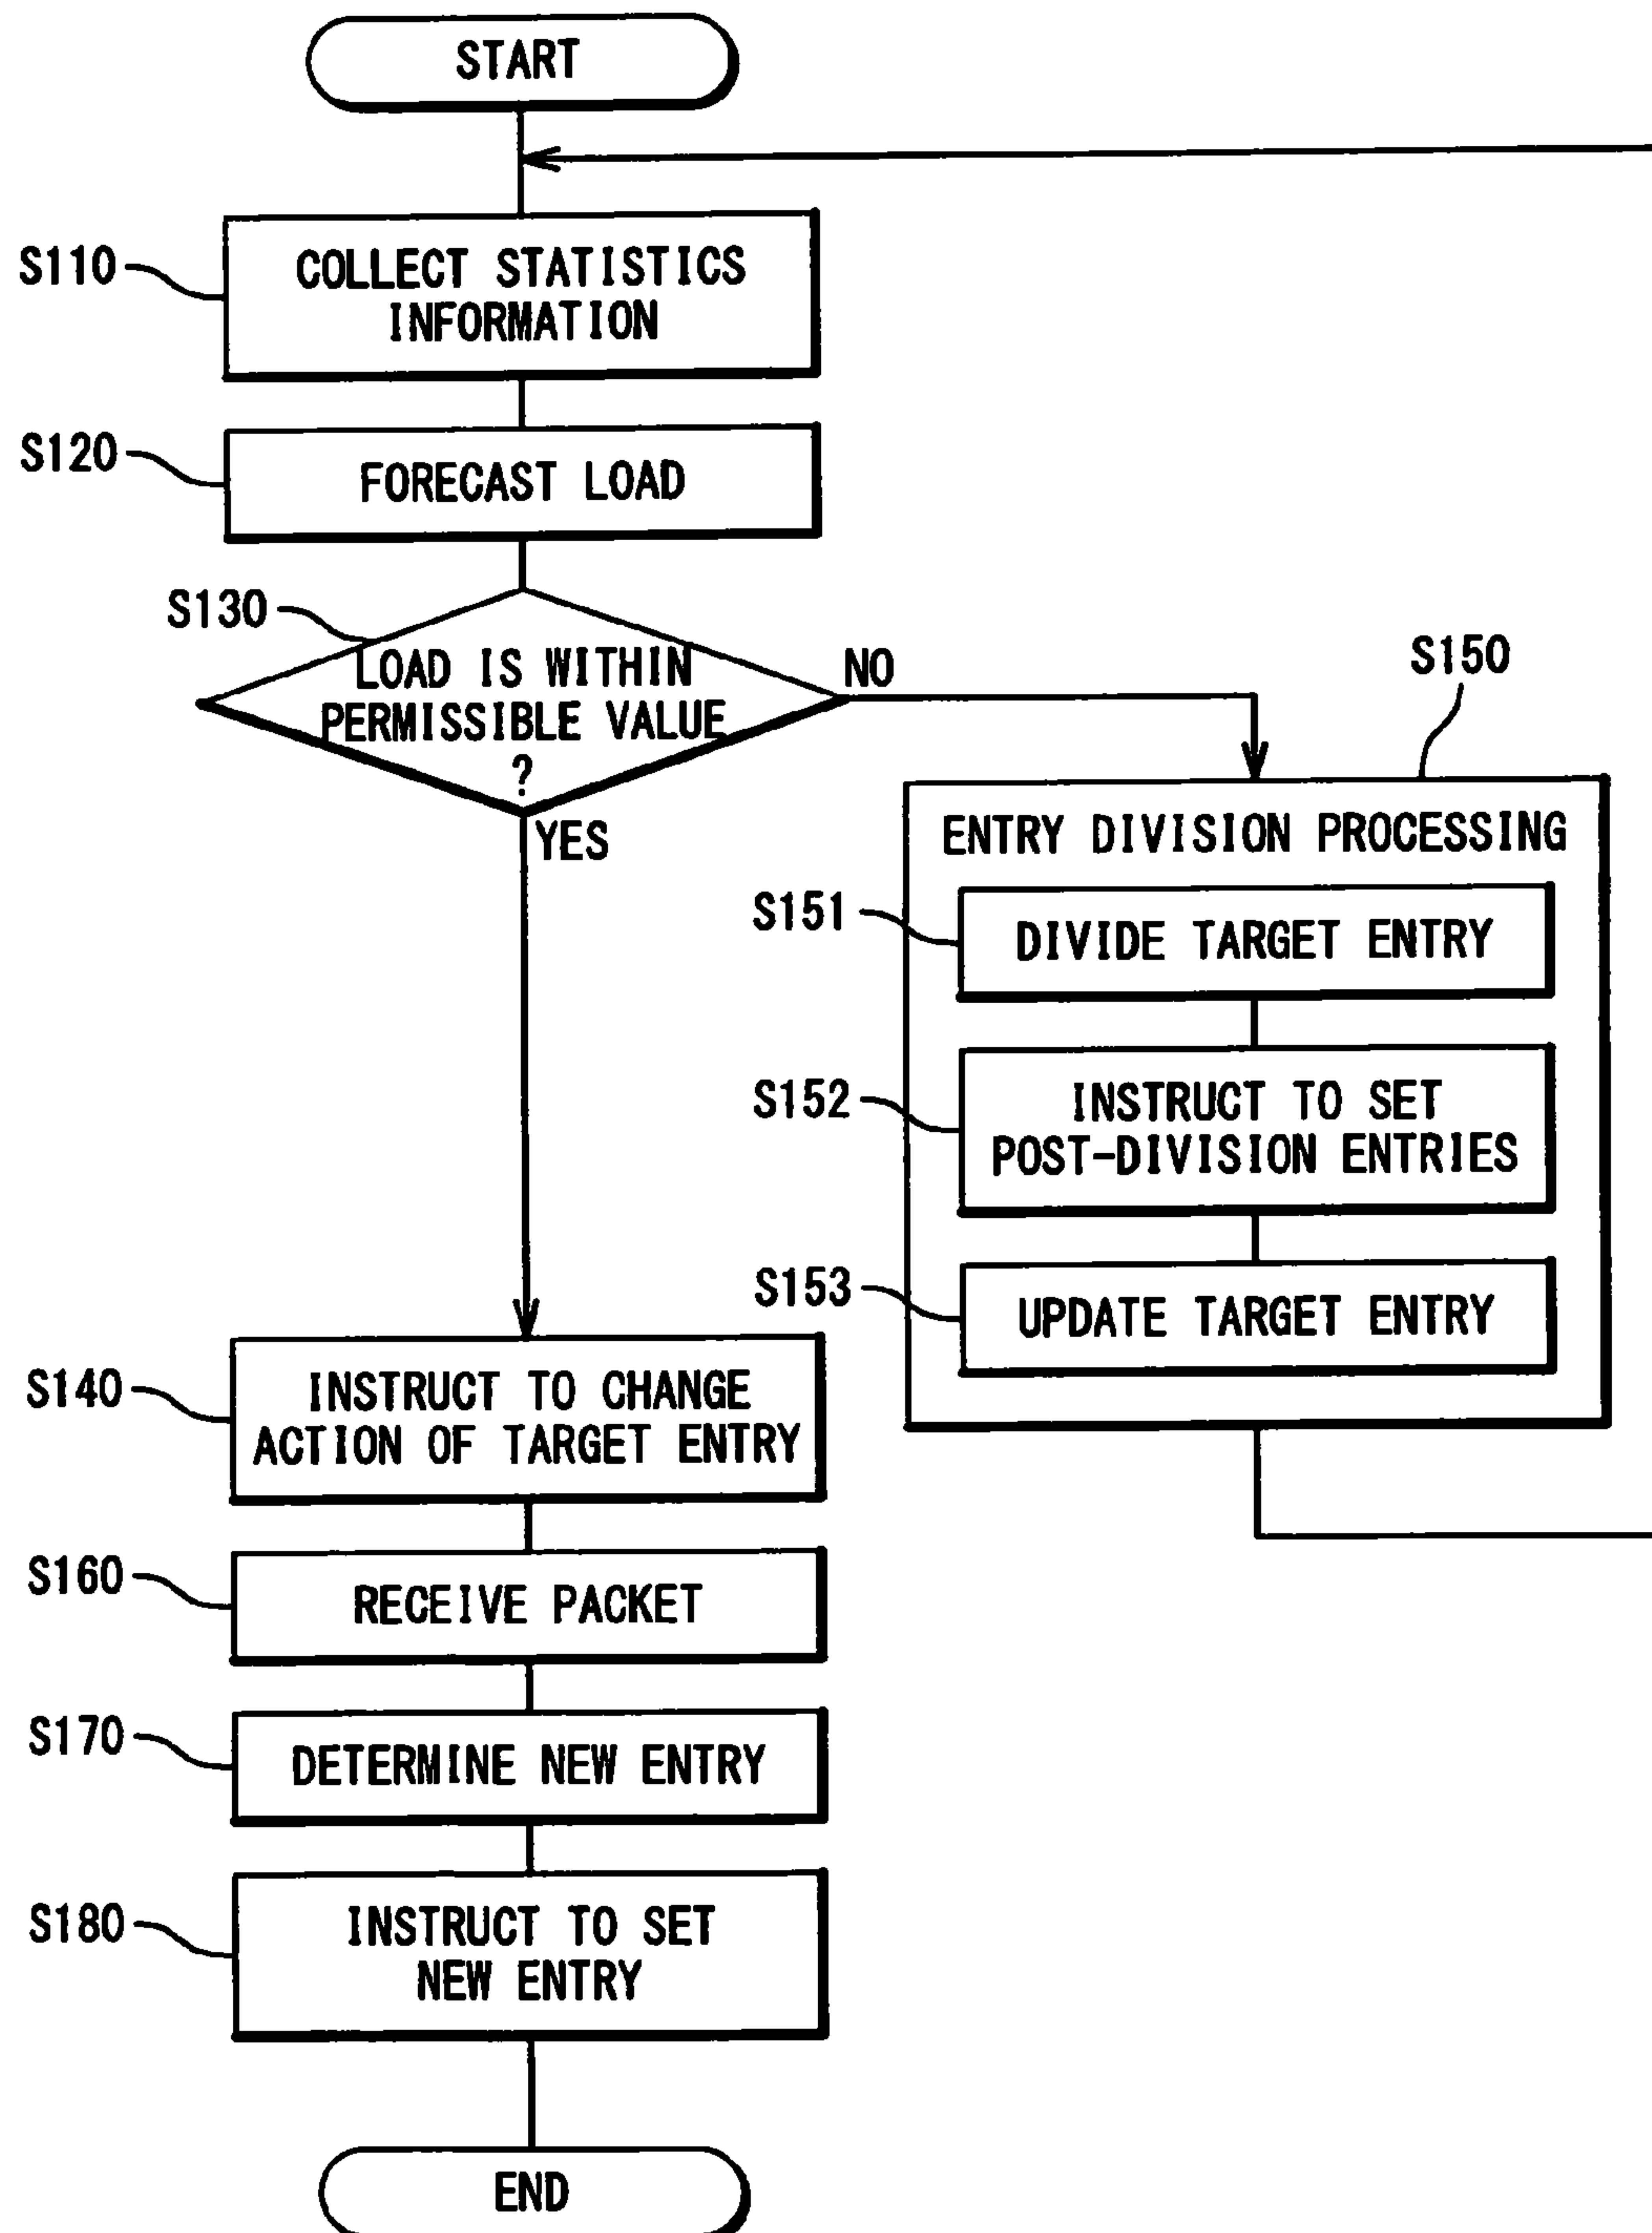 START
S110
COLLECT STATISTICS
INFORMATION
S120
FORECAST LOAD
S130
LOAD IS WITHIN
PERMISSIBLE VALUE
?
NO
YES
S150
ENTRY DIVISION PROCESSING
S151
DIVIDE TARGET ENTRY
S152
INSTRUCT TO SET
POST-DIVISION ENTRIES
S153
UPDATE TARGET ENTRY
S140
INSTRUCT TO CHANGE
ACTION OF TARGET ENTRY
S160
RECEIVE PACKET
S170
DETERMINE NEW ENTRY
S180
INSTRUCT TO SET
NEW ENTRY
END